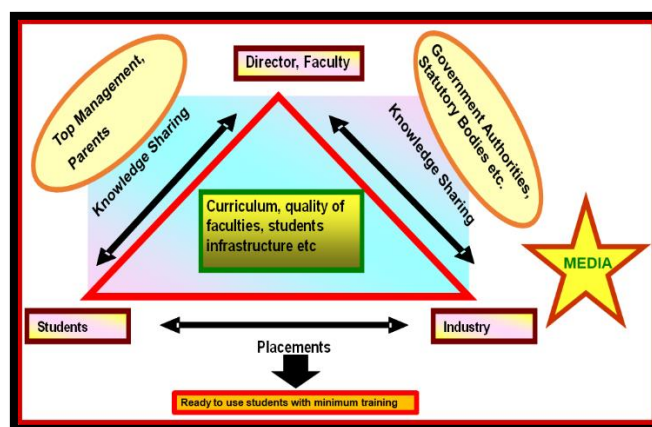 Director, Faculty
Top Management,
Parents
Government Authorities,
Statutory Bodies etc.
Knowledge Sharing
Knowledge Sharing
Curriculum, quality of
faculties, students
infrastructure etc
MEDIA
Students
Industry
Placements
Ready to use students with minimum training